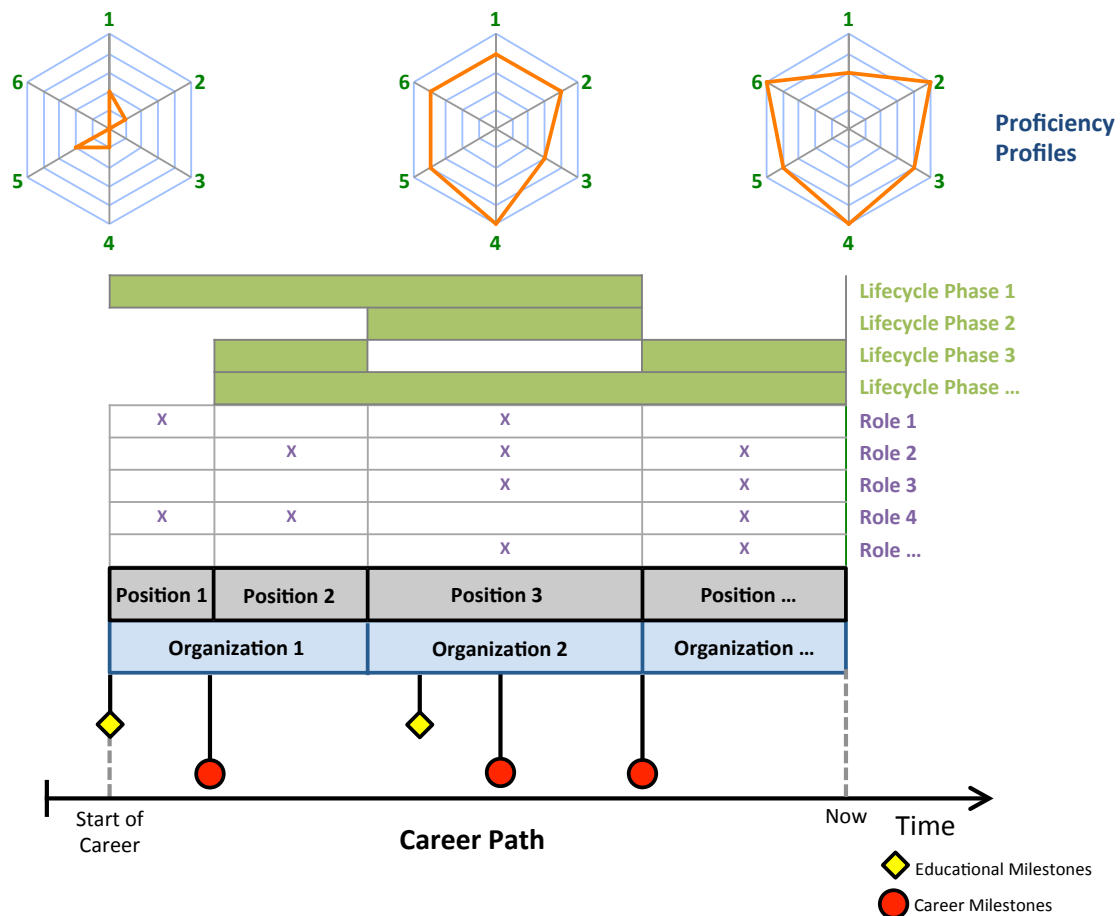 1
6
2
5
3
4
1
6
2
5
3
4
1
6
2
5
3
4
Proficiency
Profiles
Lifecycle Phase 1
Lifecycle Phase 2
Lifecycle Phase 3
Lifecycle Phase ...
X X Role 1
X X X Role 2
X X Role 3
X X X Role 4
X X Role ...
Position 1 Position 2 Position 3 Position ...
Organization 1 Organization 2 Organization ...
Start of
Career
Career Path
Now
Time
Educational Milestones
Career Milestones